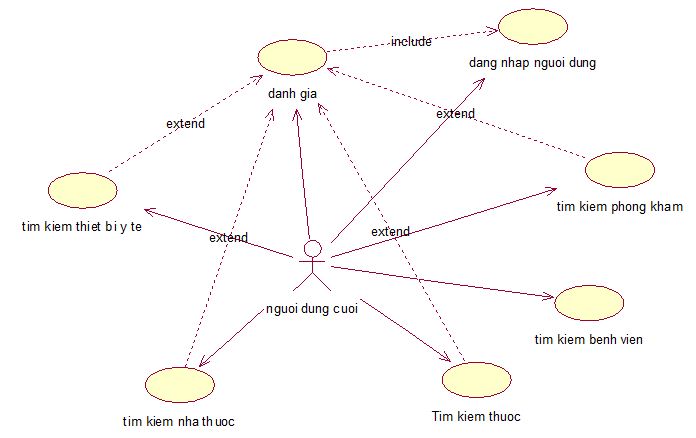 include
dang nhap nguoi dung
danh gia
extend
extend
tim kiem thiet bi y te
tim kiem phong kham
extend
extend
nguoi dung cuoi
tim kiem benh vien
tim kiem nha thuoc
Tim kiem thuoc